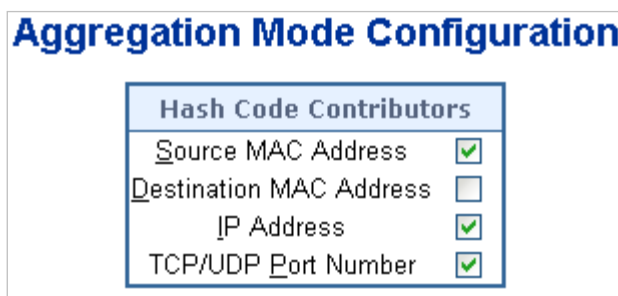 Aggregation Mode Configuration
Hash Code Contributors
Source MAC Address
Destination MAC Address
IP Address
TCP/UDP Port Number